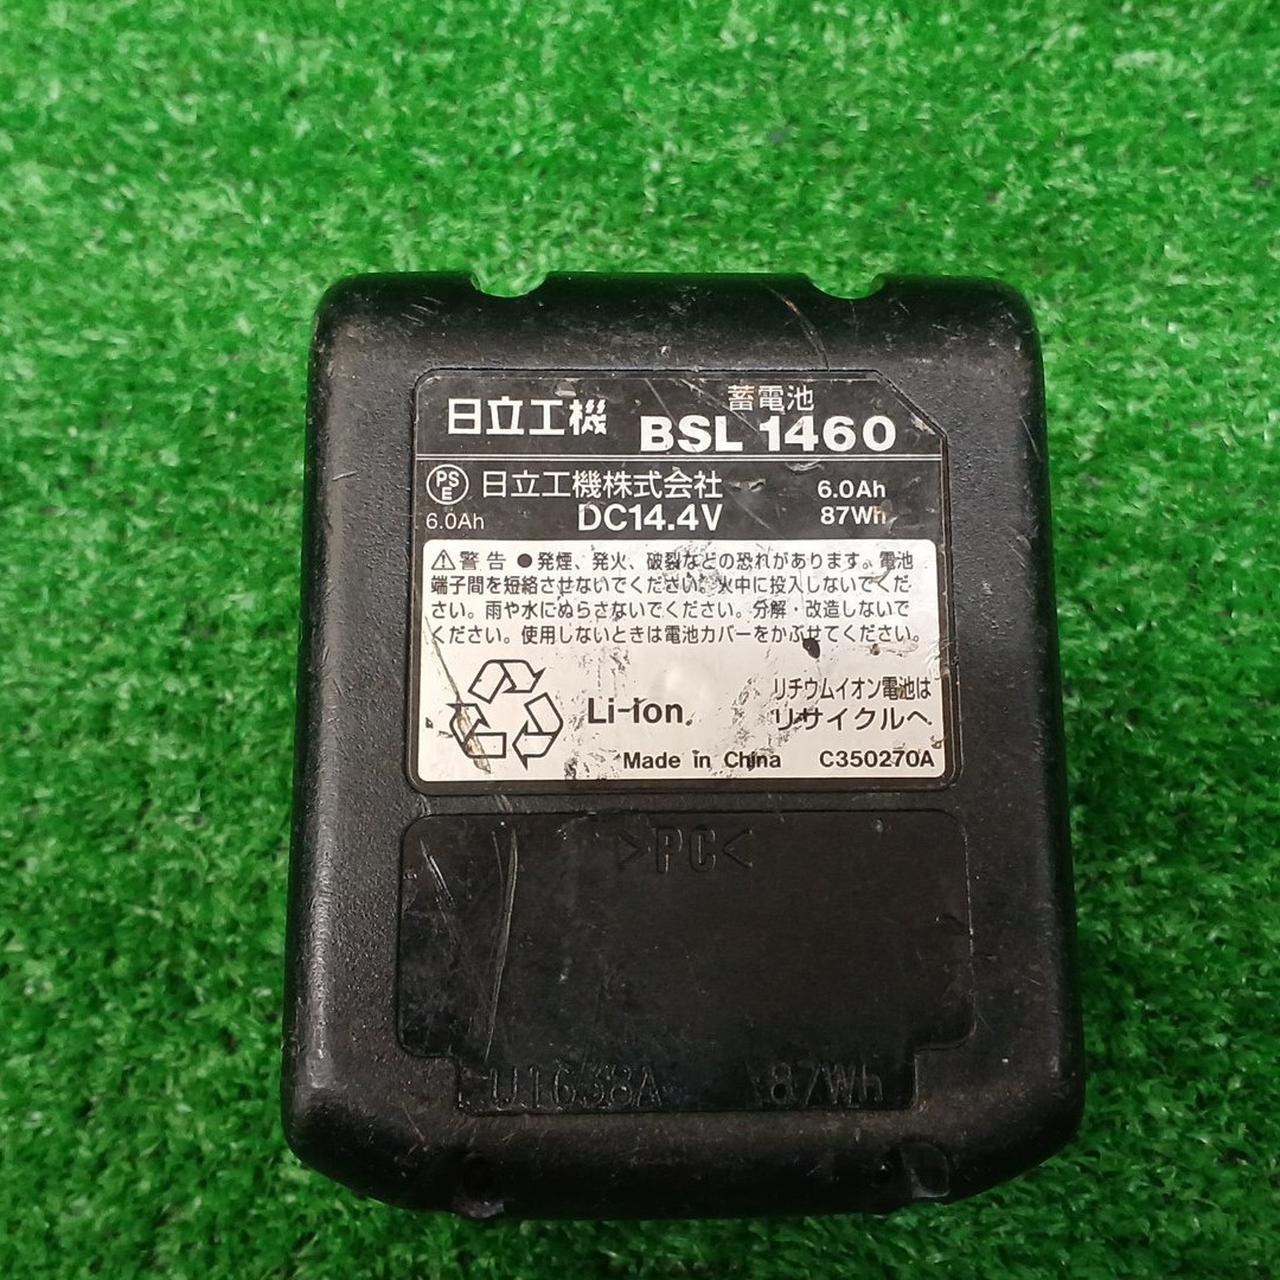 蓄電池
日立工機 BSL 1460
PS E 日立工機株式会社 6.0Ah
6.0Ah DC14.4V 87Wh
⚠警告 ●発煙、発火、破裂などの恐れがあります。電池
端子間を短絡させないでください。火中に投入しないでくだ
さい。雨や水にぬらさないでください。分解・改造しないで
ください。使用しないときは電池カバーをかぶせてください。
リチウムイオン電池は
Li-ion リサイクルへ
Made in China C350270A
>PC<
U1638A 87Wh